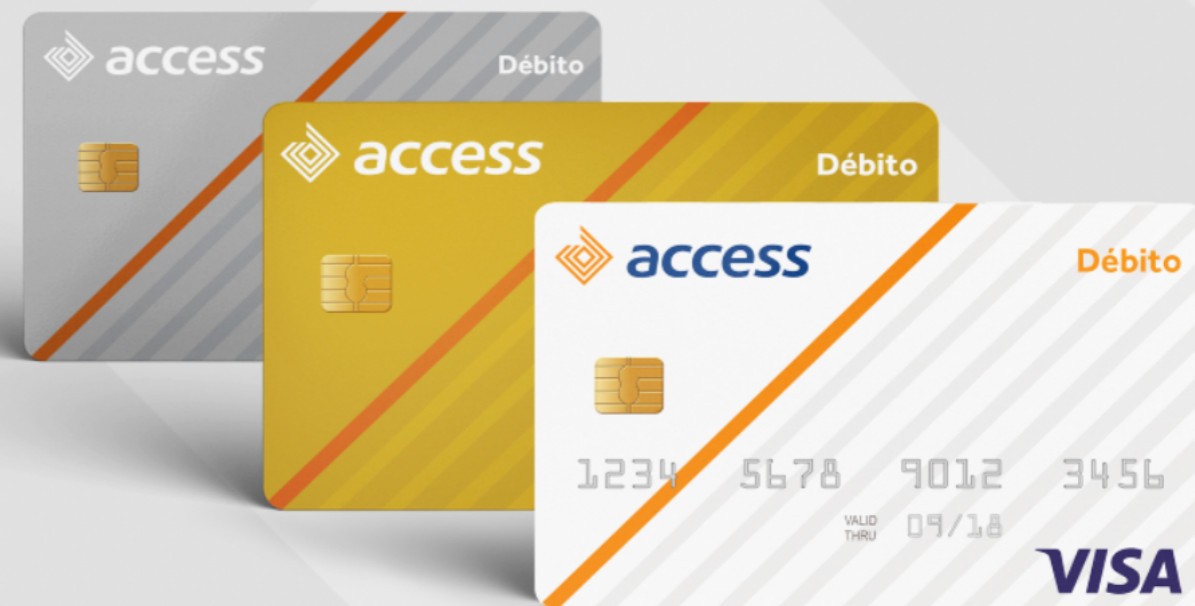 access
Débito
access
Débito
access
Débito
1234 5678 9012 3456
VALID THRU 09/18
VISA